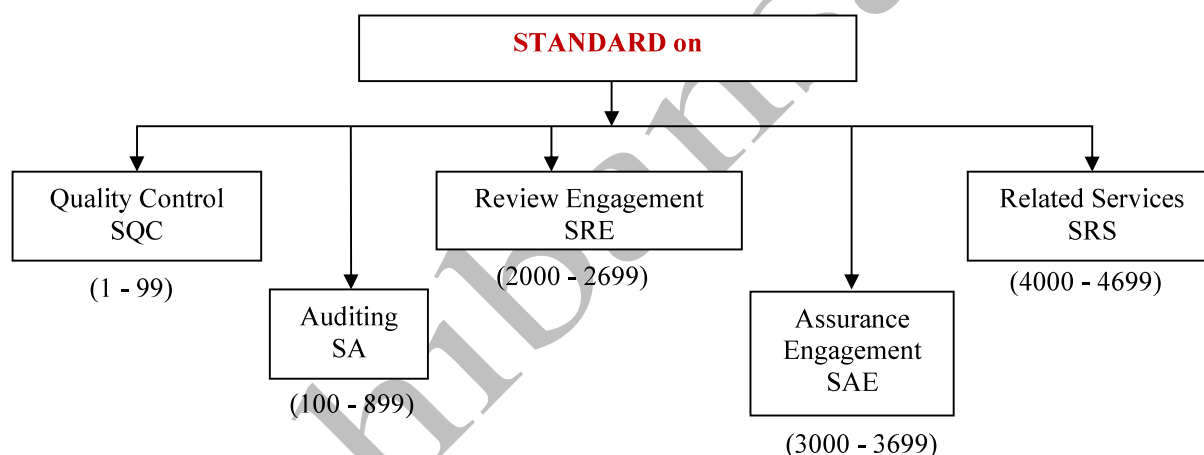 STANDARD on
Quality Control
SQC
(1 - 99)
Auditing
SA
(100 - 899)
Review Engagement
SRE
(2000 - 2699)
Assurance
Engagement
SAE
(3000 - 3699)
Related Services
SRS
(4000 - 4699)